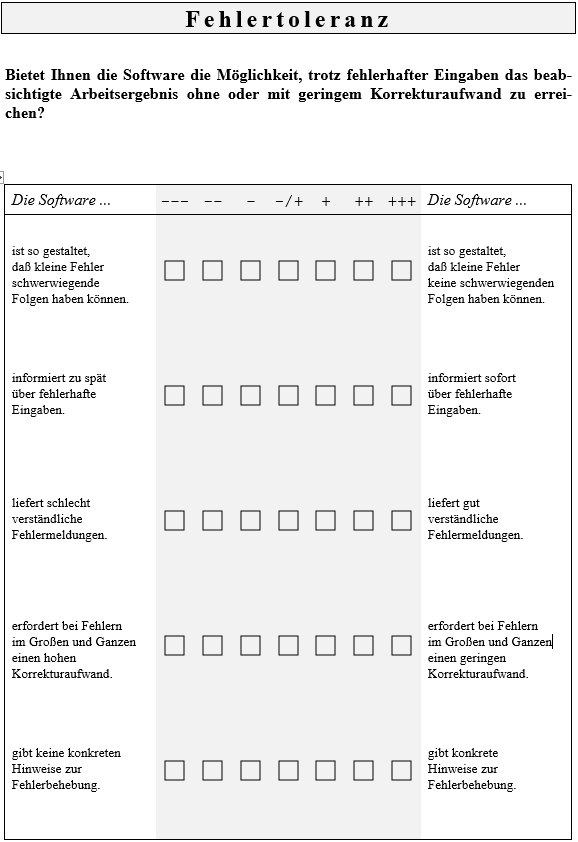 Fehlertoleranz
Bietet Ihnen die Software die Möglichkeit, trotz fehlerhafter Eingaben das beab-
sichtigte Arbeitsergebnis ohne oder mit geringem Korrekturaufwand zu errei-
chen?
Die Software ... --- -- - -/+ + ++ +++ Die Software ...
ist so gestaltet,
daß kleine Fehler
schwerwiegende
Folgen haben können.
ist so gestaltet,
daß kleine Fehler
keine schwerwiegenden
Folgen haben können.
informiert zu spät
über fehlerhafte
Eingaben.
informiert sofort
über fehlerhafte
Eingaben.
liefert schlecht
verständliche
Fehlermeldungen.
liefert gut
verständliche
Fehlermeldungen.
erfordert bei Fehlern
im Großen und Ganzen
einen hohen
Korrekturaufwand.
erfordert bei Fehlern
im Großen und Ganzen
einen geringen
Korrekturaufwand.
gibt keine konkreten
Hinweise zur
Fehlerbehebung.
gibt konkrete
Hinweise zur
Fehlerbehebung.